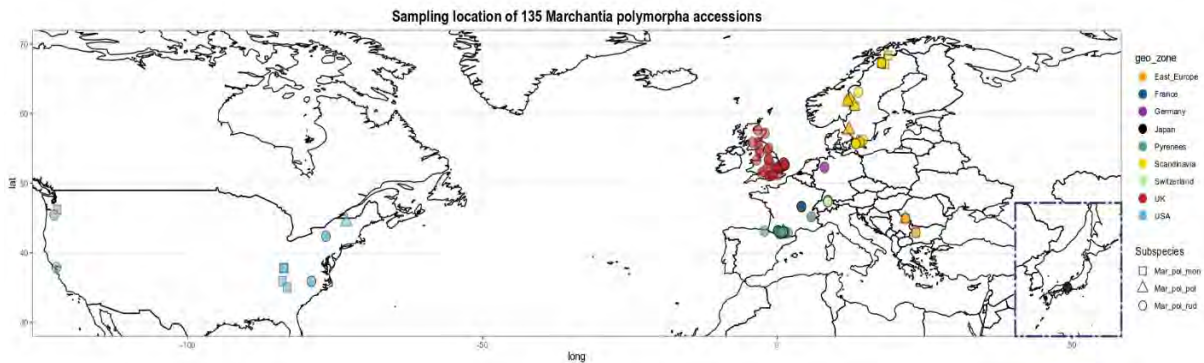 Sampling location of 135 Marchantia polymorpha accessions
70
60
50
40
30
lat
-100
-50
0
50
long
geo_zone
East_Europe
France
Germany
Japan
Pyrenees
Scandinavia
Switzerland
UK
USA
Subspecies
Mar_pol_mon
Mar_pol_pol
Mar_pol_rud